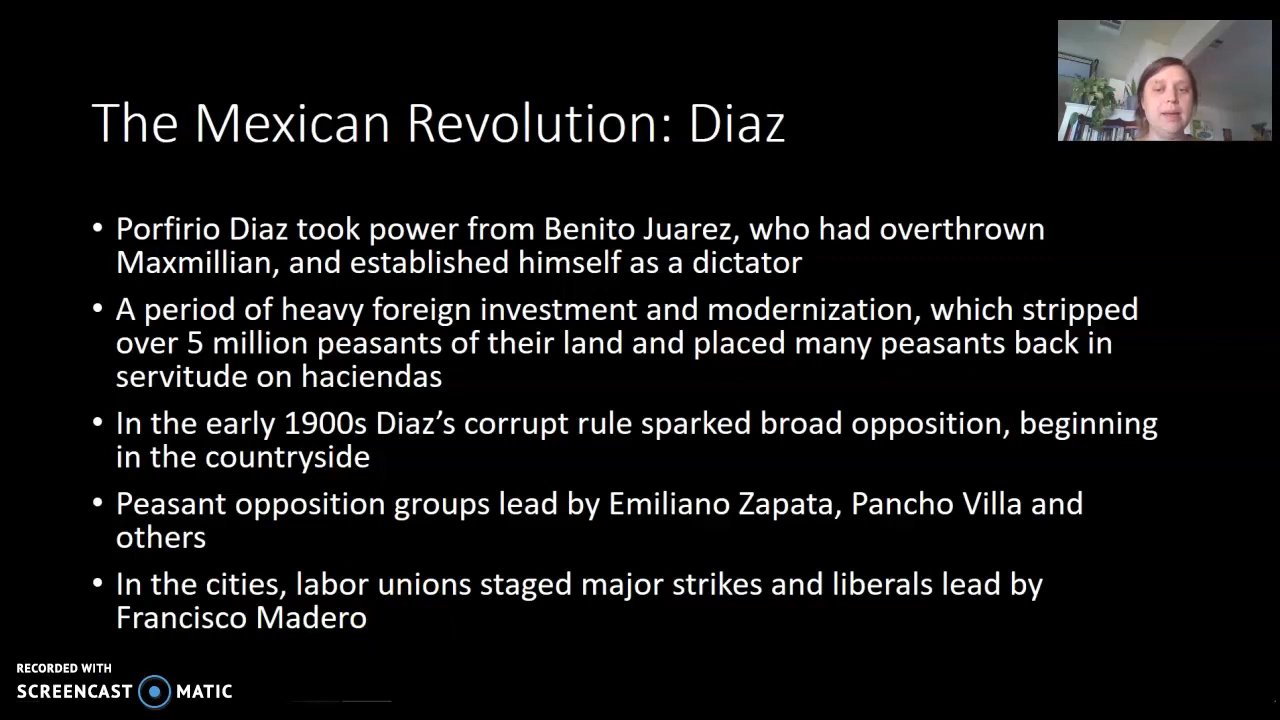 The Mexican Revolution: Diaz
• Porfirio Diaz took power from Benito Juarez, who had overthrown
Maxmillian, and established himself as a dictator
• A period of heavy foreign investment and modernization, which stripped
over 5 million peasants of their land and placed many peasants back in
servitude on haciendas
• In the early 1900s Diaz’s corrupt rule sparked broad opposition, beginning
in the countryside
• Peasant opposition groups lead by Emiliano Zapata, Pancho Villa and
others
• In the cities, labor unions staged major strikes and liberals lead by
Francisco Madero
RECORDED WITH
SCREENCAST MATIC